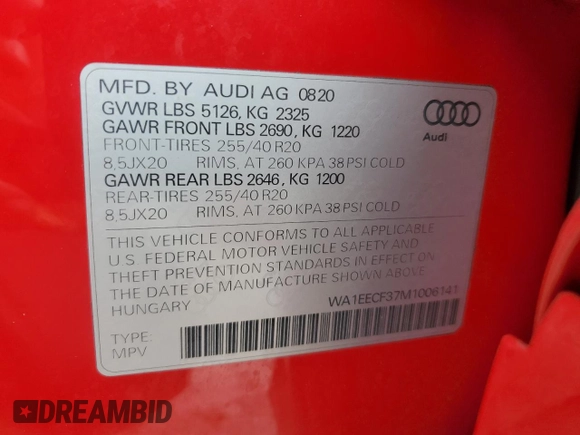 MFD. BY AUDI AG 0820
GVWR LBS 5126, KG 2325
GAWR FRONT LBS 2690, KG 1220
FRONT-TIRES 255/40 R20
8,5JX20 RIMS, AT 260 KPA 38 PSI COLD
GAWR REAR LBS 2646, KG 1200
REAR-TIRES 255/40 R20
8,5JX20 RIMS, AT 260 KPA 38 PSI COLD
Audi
THIS VEHICLE CONFORMS TO ALL APPLICABLE
U.S. FEDERAL MOTOR VEHICLE SAFETY AND
THEFT PREVENTION STANDARDS IN EFFECT ON
THE DATE OF MANUFACTURE SHOWN ABOVE
HUNGARY
WA1EECF37M1006141
TYPE:
MPV
DREAMBID